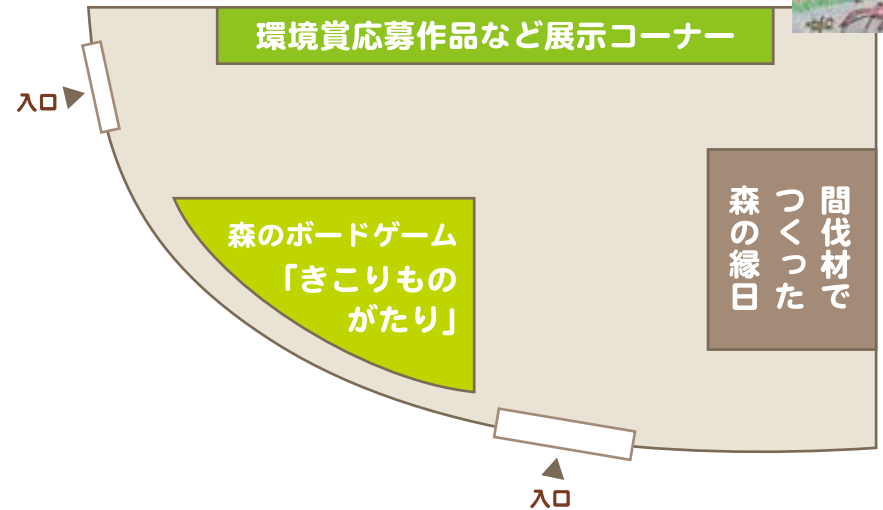 環境賞応募作品など展示コーナー
入口
森のボードゲーム
「きこりもの
がたり」
間伐材で
つくった
森の縁日
入口